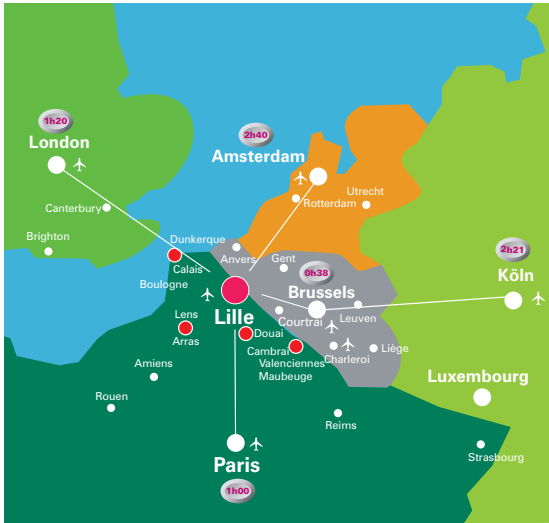 1h20
London
2h40
Amsterdam
Utrecht
Rotterdam
Canterbury
Brighton
Dunkerque
Anvers
Gent
Calais
Boulogne
2h21
Köln
0h38
Brussels
Leuven
Courtrai
Lille
Lens
Arras
Douai
Cambrai
Valenciennes
Maubeuge
Charleroi
Liège
Amiens
Luxembourg
Rouen
Reims
Strasbourg
Paris
1h00